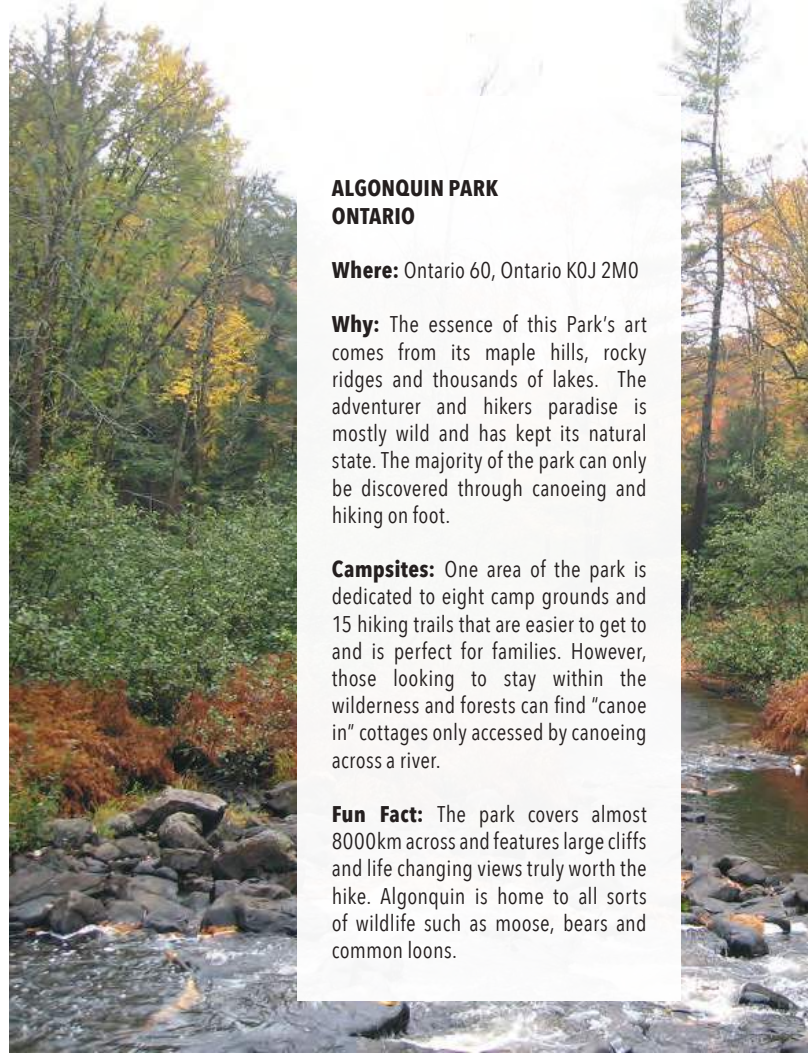 ALGONQUIN PARK
ONTARIO
Where: Ontario 60, Ontario K0J 2M0
Why: The essence of this Park’s art
comes from its maple hills, rocky
ridges and thousands of lakes. The
adventurer and hikers paradise is
mostly wild and has kept its natural
state. The majority of the park can only
be discovered through canoeing and
hiking on foot.
Campsites: One area of the park is
dedicated to eight camp grounds and
15 hiking trails that are easier to get to
and is perfect for families. However,
those looking to stay within the
wilderness and forests can find “canoe
in” cottages only accessed by canoeing
across a river.
Fun Fact: The park covers almost
8000km across and features large cliffs
and life changing views truly worth the
hike. Algonquin is home to all sorts
of wildlife such as moose, bears and
common loons.